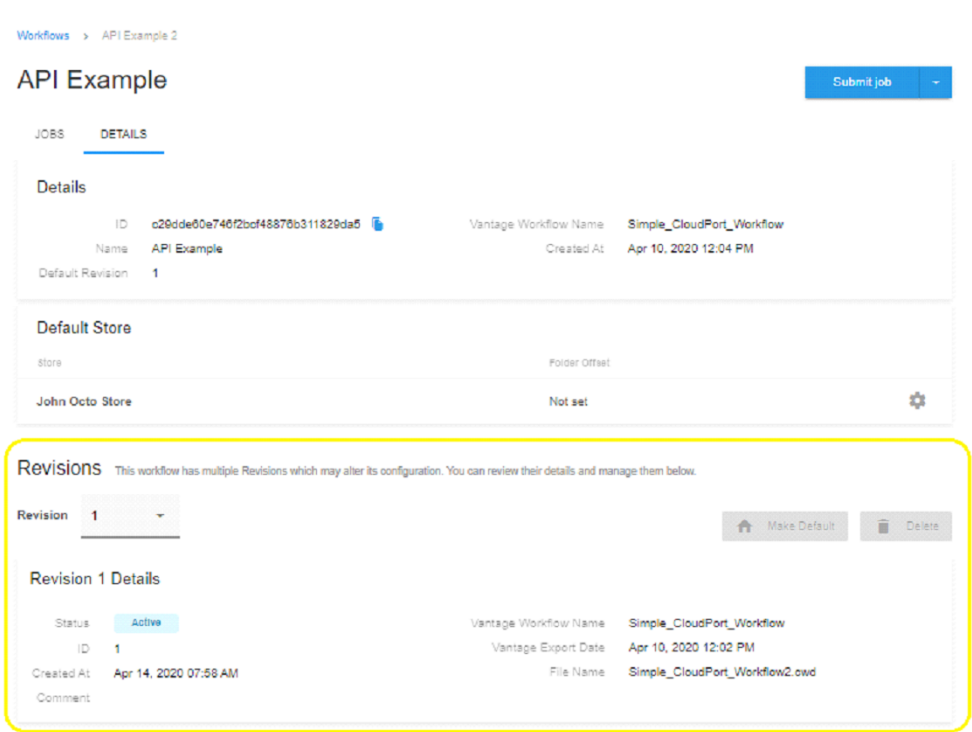 Workflows > API Example 2
API Example
Submit job
JOBS DETAILS
Details
ID c29dde60e746f2bcf48876b311829da5 Vantage Workflow Name Simple_CloudPort_Workflow
Name API Example Created At Apr 10, 2020 12:04 PM
Default Revision 1
Default Store
Store Folder Offset
John Octo Store Not set
Revisions This workflow has multiple Revisions which may alter its configuration. You can review their details and manage them below.
Revision 1
Make Default Delete
Revision 1 Details
Status Active Vantage Workflow Name Simple_CloudPort_Workflow
ID 1 Vantage Export Date Apr 10, 2020 12:02 PM
Created At Apr 14, 2020 07:58 AM File Name Simple_CloudPort_Workflow2.cwd
Comment